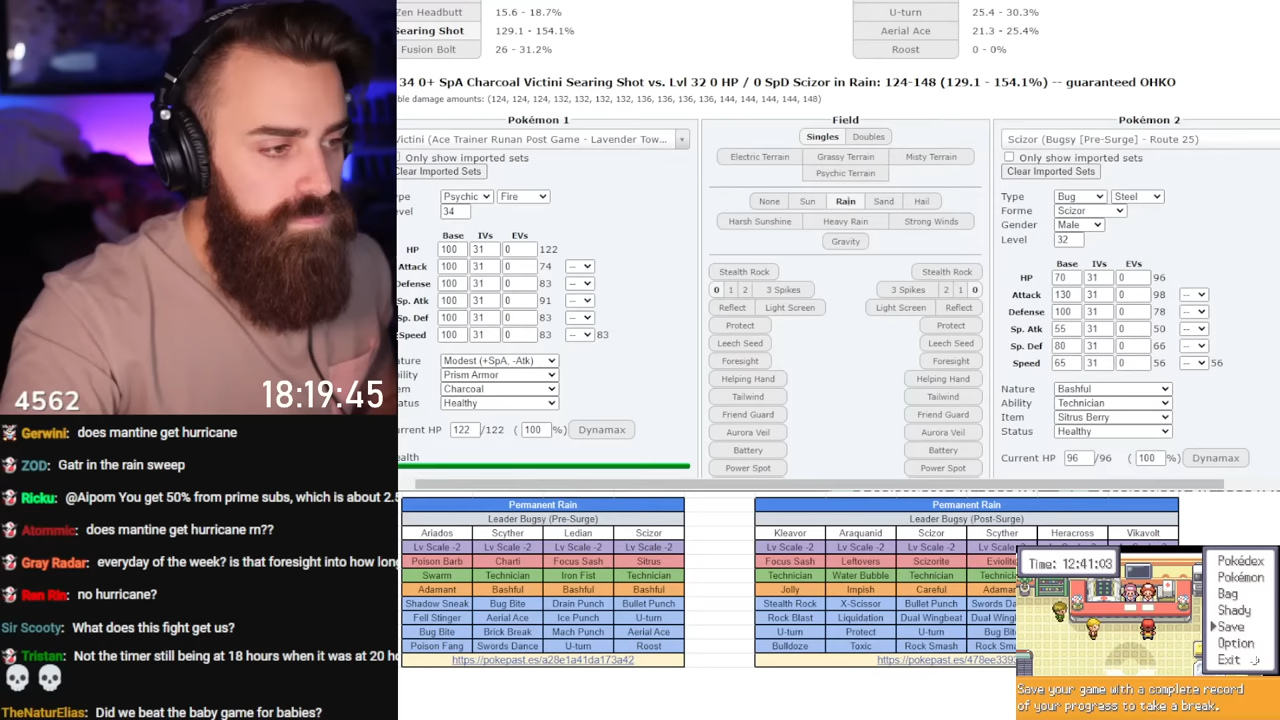 Zen Headbutt 15.6 - 18.7% U-turn 25.4 - 30.3%
Searing Shot 129.1 - 154.1% Aerial Ace 21.3 - 25.4%
Fusion Bolt 26 - 31.2% Roost 0 - 0%
34 0+ SpA Charcoal Victini Searing Shot vs. Lvl 32 0 HP / 0 SpD Scizor in Rain: 124-148 (129.1 - 154.1%) -- guaranteed OHKO
ble damage amounts: (124, 124, 124, 132, 132, 132, 132, 136, 136, 136, 136, 144, 144, 144, 144, 148)
Pokémon 1
Victini (Ace Trainer Runan Post Game - Lavender Tow...
Only show imported sets
Clear Imported Sets
ype Psychic Fire
evel 34
Base IVs EVs
HP 100 31 0 122
Attack 100 31 0 74 --
Defense 100 31 0 83 --
Sp. Atk 100 31 0 91 --
Sp. Def 100 31 0 83 --
Speed 100 31 0 83 -- 83
ature Modest (+SpA, -Atk)
bility Prism Armor
em Charcoal
atus Healthy
urrent HP 122 /122 ( 100 %) Dynamax
ealth
Field
Singles Doubles
Electric Terrain Grassy Terrain Misty Terrain
Psychic Terrain
None Sun Rain Sand Hail
Harsh Sunshine Heavy Rain Strong Winds
Gravity
Stealth Rock Stealth Rock
0 1 2 3 Spikes 3 Spikes 2 1 0
Reflect Light Screen Light Screen Reflect
Protect Protect
Leech Seed Leech Seed
Foresight Foresight
Helping Hand Helping Hand
Tailwind Tailwind
Friend Guard Friend Guard
Aurora Veil Aurora Veil
Battery Battery
Power Spot Power Spot
Pokémon 2
Scizor (Bugsy [Pre-Surge] - Route 25)
Only show imported sets
Clear Imported Sets
Type Bug Steel
Forme Scizor
Gender Male
Level 32
Base IVs EVs
HP 70 31 0 96
Attack 130 31 0 98 --
Defense 100 31 0 78 --
Sp. Atk 55 31 0 50 --
Sp. Def 80 31 0 66 --
Speed 65 31 0 56 -- 56
Nature Bashful
Ability Technician
Item Sitrus Berry
Status Healthy
Current HP 96 /96 ( 100 %) Dynamax
4562 18:19:45
Gerwini: does mantine get hurricane
ZOD: Gatr in the rain sweep
Ricku: @Aipom You get 50% from prime subs, which is about 2.5
Atommic: does mantine get hurricane rn??
Gray Radar: everyday of the week? is that foresight into how long
Ran Rin: no hurricane?
Sir Scooty: What does this fight get us?
Tristan: Not the timer still being at 18 hours when it was at 20 ho
TheNaturElias: Did we beat the baby game for babies?
Permanent Rain
Leader Bugsy (Pre-Surge)
Ariados Scyther Ledian Scizor
Lv Scale -2 Lv Scale -2 Lv Scale -2 Lv Scale -2
Poison Barb Charti Focus Sash Sitrus
Swarm Technician Iron Fist Technician
Adamant Bashful Bashful Bashful
Shadow Sneak Bug Bite Drain Punch Bullet Punch
Fell Stinger Aerial Ace Ice Punch U-turn
Bug Bite Brick Break Mach Punch Aerial Ace
Poison Fang Swords Dance U-turn Roost
https://pokepast.es/a28e1a41da173a42
Permanent Rain
Leader Bugsy (Post-Surge)
Kleavor Araquanid Scizor Scyther Heracross Vikavolt
Lv Scale -2 Lv Scale -2 Lv Scale -2 Lv Scale -2 Lv Scale -2 Lv Scale -2
Focus Sash Leftovers Scizorite Eviolite
Technician Water Bubble Technician Technicia
Jolly Impish Careful Adaman
Stealth Rock X-Scissor Bullet Punch Swords Da
Rock Blast Liquidation Dual Wingbeat Dual Wing
U-turn Protect U-turn Bug Bit
Bulldoze Toxic Rock Smash Rock Sma
https://pokepast.es/478ee339
Time: 12:41:03
Pokédex
Pokémon
Bag
Shady
Save
Option
Exit
Save your game with a complete record
of your progress to take a break.